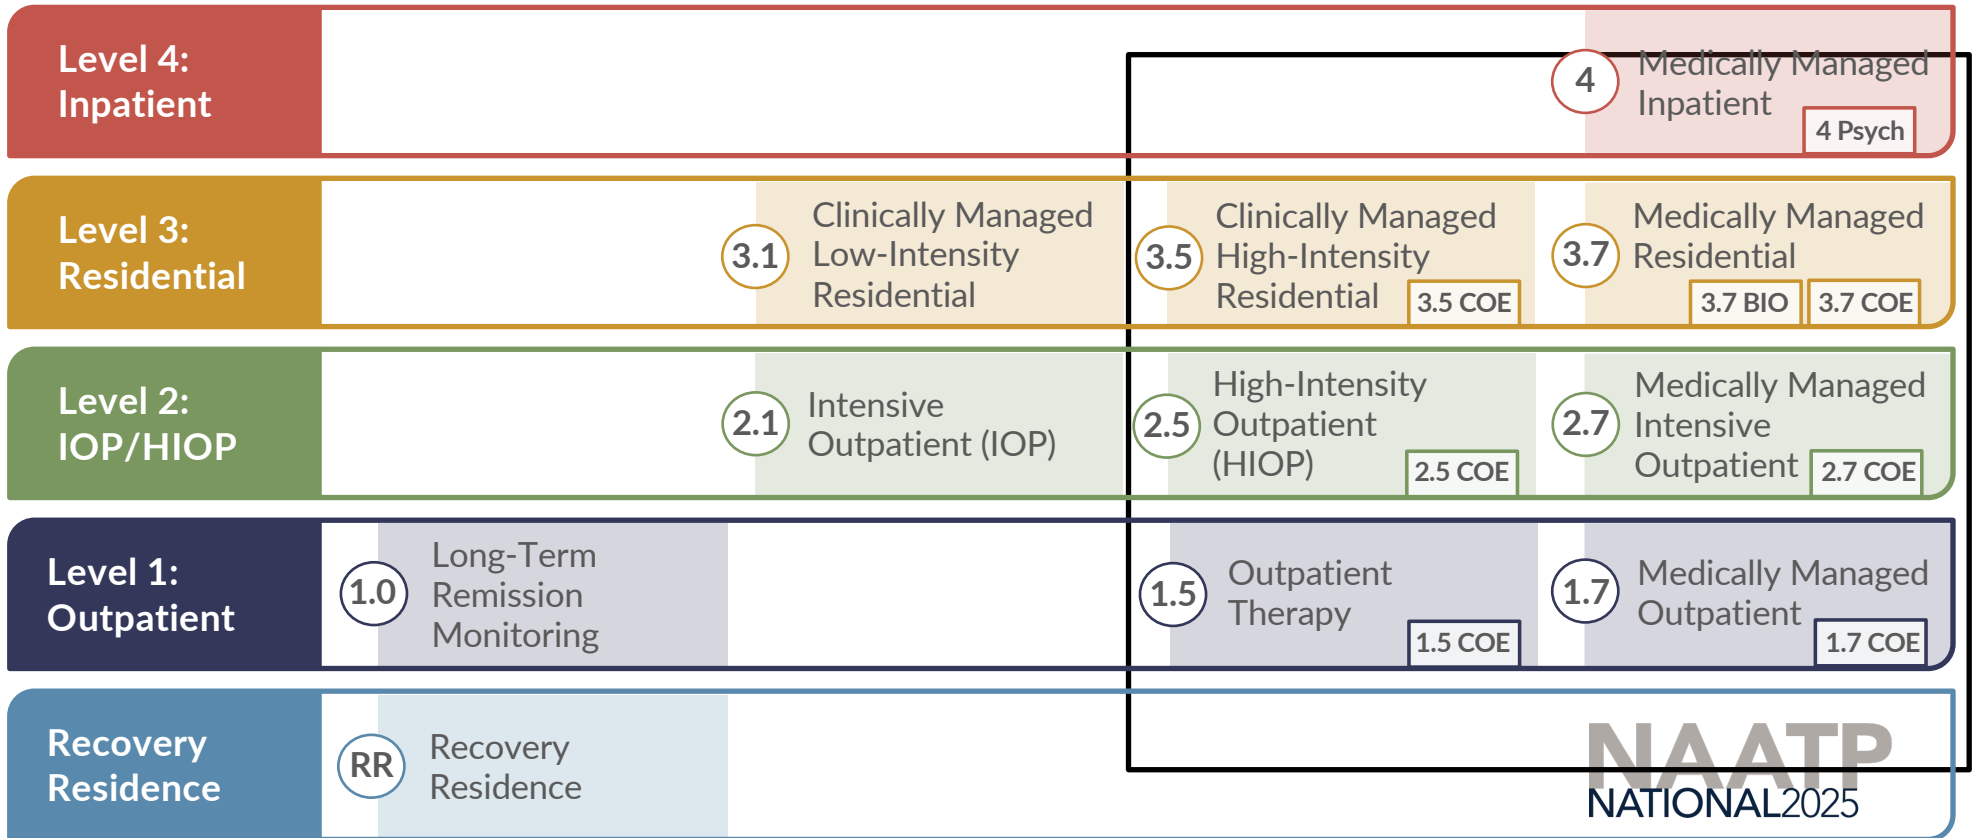 Level 4:
Inpatient
4
Medically Managed
Inpatient
4 Psych
Level 3:
Residential
3.1
Clinically Managed
Low-Intensity
Residential
3.5
Clinically Managed
High-Intensity
Residential
3.5 COE
3.7
Medically Managed
Residential
3.7 BIO
3.7 COE
Level 2:
IOP/HIOP
2.1
Intensive
Outpatient (IOP)
2.5
High-Intensity
Outpatient
(HIOP)
2.5 COE
2.7
Medically Managed
Intensive
Outpatient
2.7 COE
Level 1:
Outpatient
1.0
Long-Term
Remission
Monitoring
1.5
Outpatient
Therapy
1.5 COE
1.7
Medically Managed
Outpatient
1.7 COE
Recovery
Residence
RR
Recovery
Residence
NAATP
NATIONAL2025